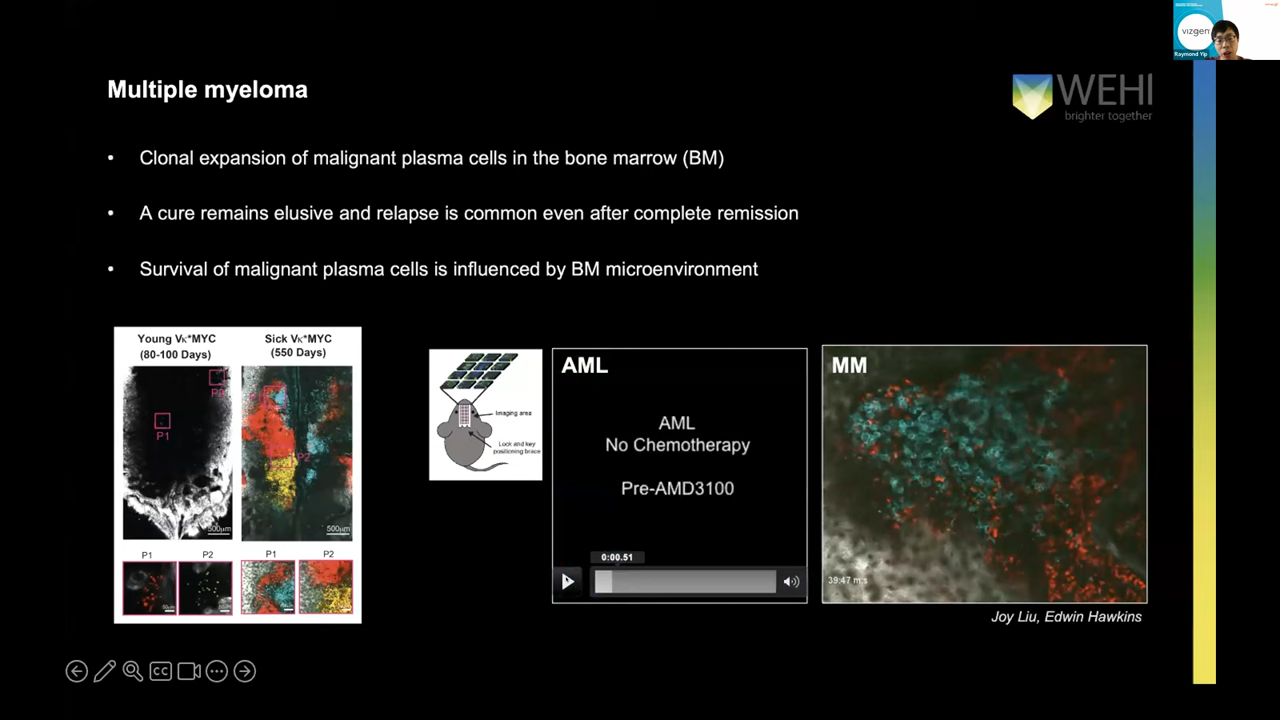 vizgen
Raymond Yip
Multiple myeloma
WEHI
brighter together
• Clonal expansion of malignant plasma cells in the bone marrow (BM)
• A cure remains elusive and relapse is common even after complete remission
• Survival of malignant plasma cells is influenced by BM microenvironment
Young Vκ*MYC
(80-100 Days)
Sick Vκ*MYC
(550 Days)
P1
P2
500μm
500μm
P1
P2
P1
P2
Imaging area
Lock and key
positioning brace
AML
AML
No Chemotherapy
Pre-AMD3100
0:00.51
MM
39:47 m:s
Joy Liu, Edwin Hawkins
CC